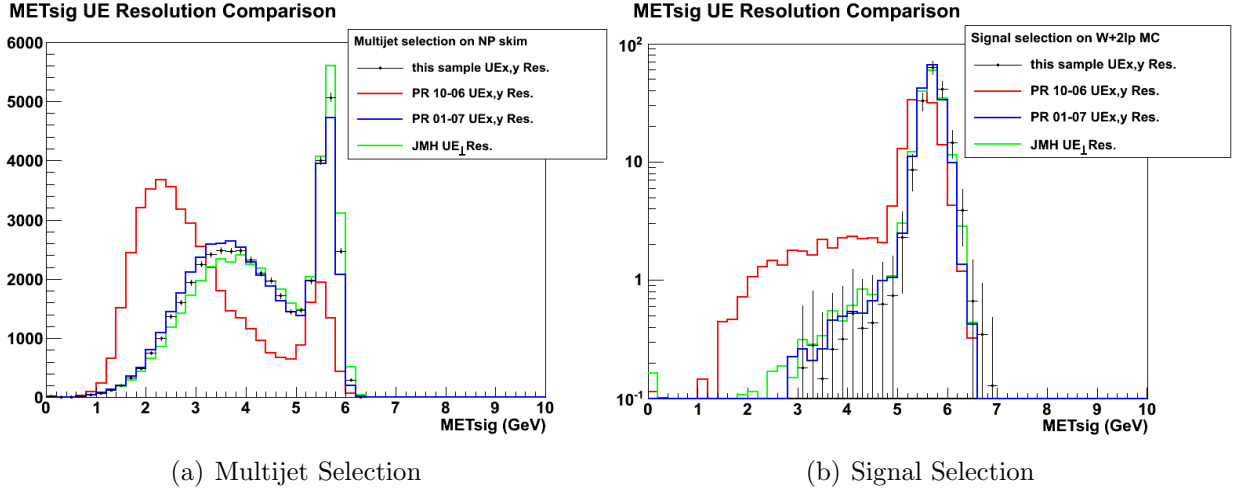 METsig UE Resolution Comparison
Multijet selection on NP skim
this sample UEx,y Res.
PR 10-06 UEx,y Res.
PR 01-07 UEx,y Res.
JMH UE⊥Res.
6000
5000
4000
3000
2000
1000
0
0 1 2 3 4 5 6 7 8 9 10
METsig (GeV)
(a) Multijet Selection
METsig UE Resolution Comparison
Signal selection on W+2lp MC
this sample UEx,y Res.
PR 10-06 UEx,y Res.
PR 01-07 UEx,y Res.
JMH UE⊥Res.
10²
10
1
10⁻¹
0 1 2 3 4 5 6 7 8 9 10
METsig (GeV)
(b) Signal Selection